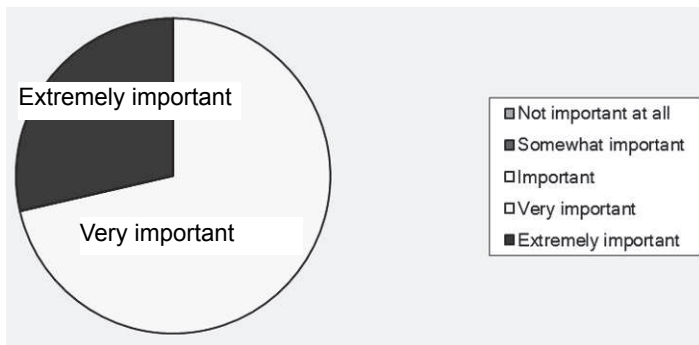 Extremely important
Very important
Not important at all
Somewhat important
Important
Very important
Extremely important